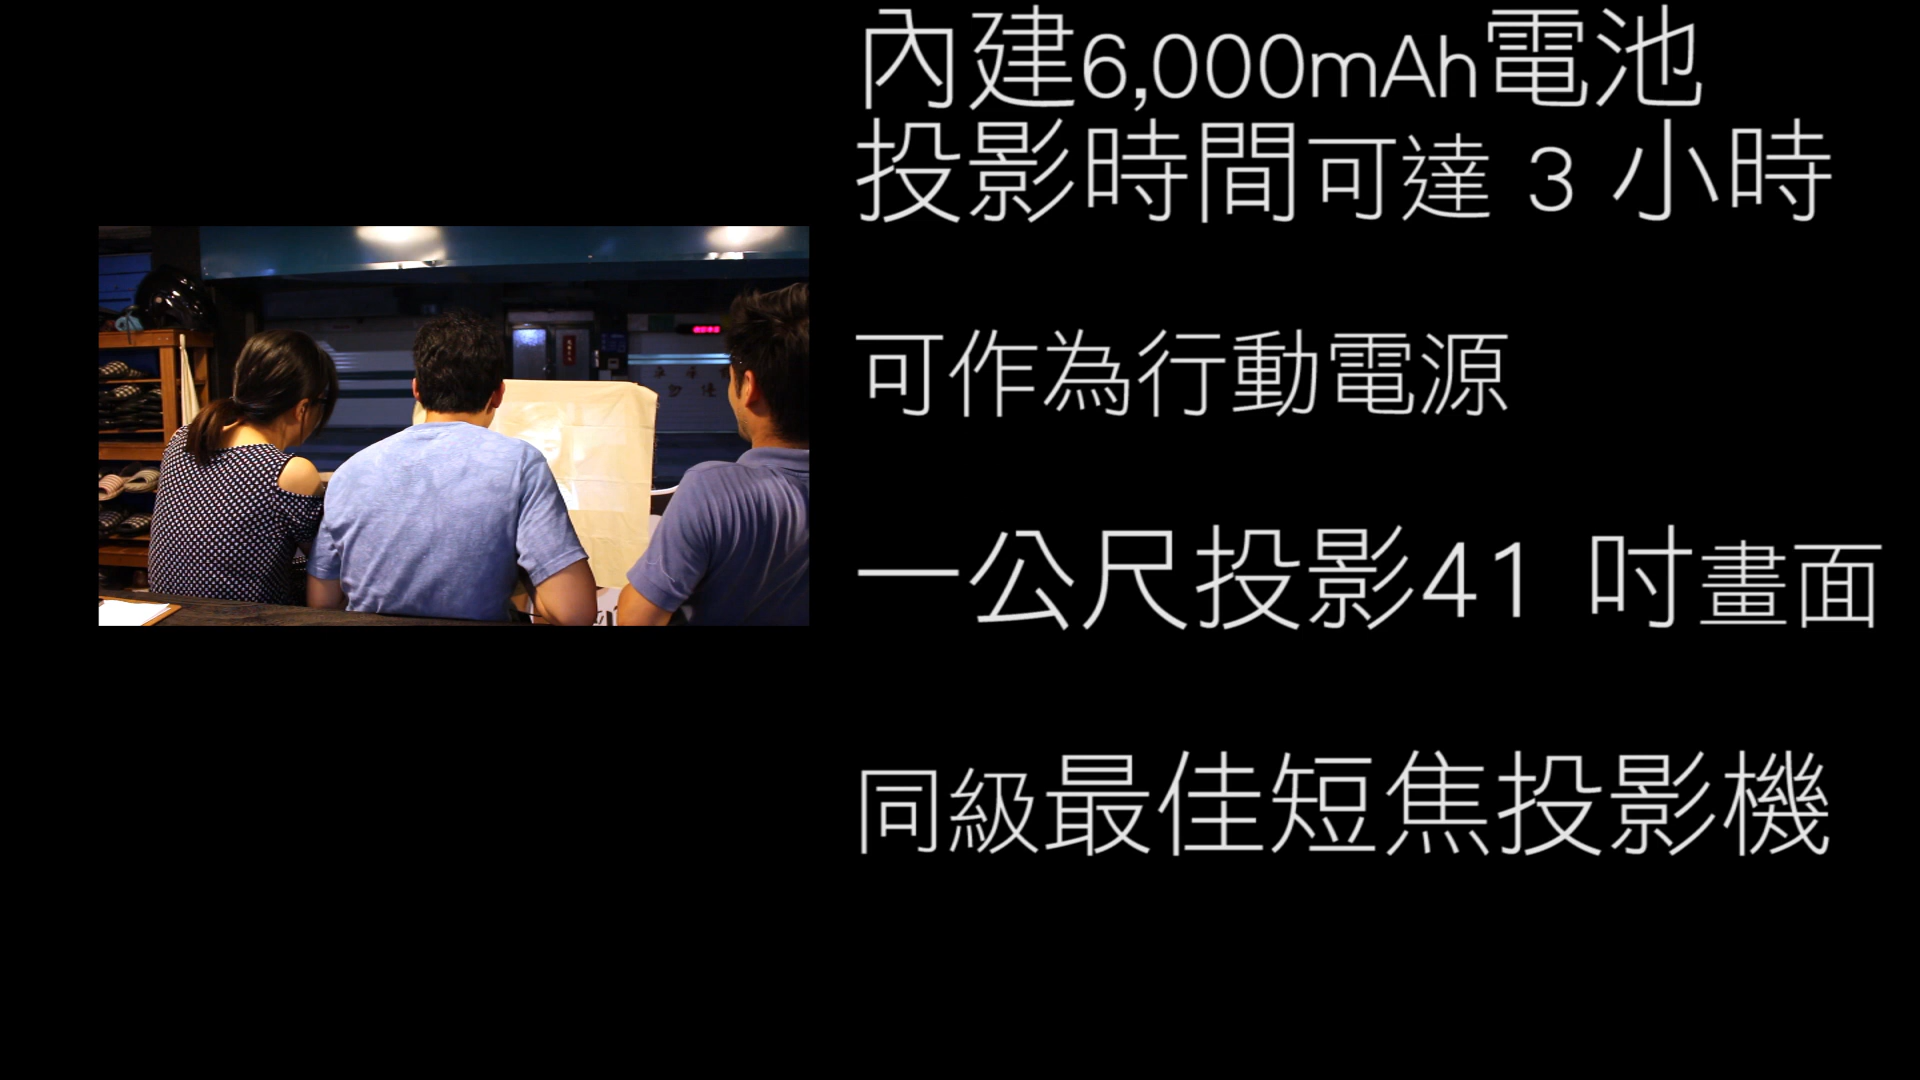 內建6,000mAh電池
投影時間可達 3 小時
可作為行動電源
一公尺投影41 吋畫面
同級最佳短焦投影機